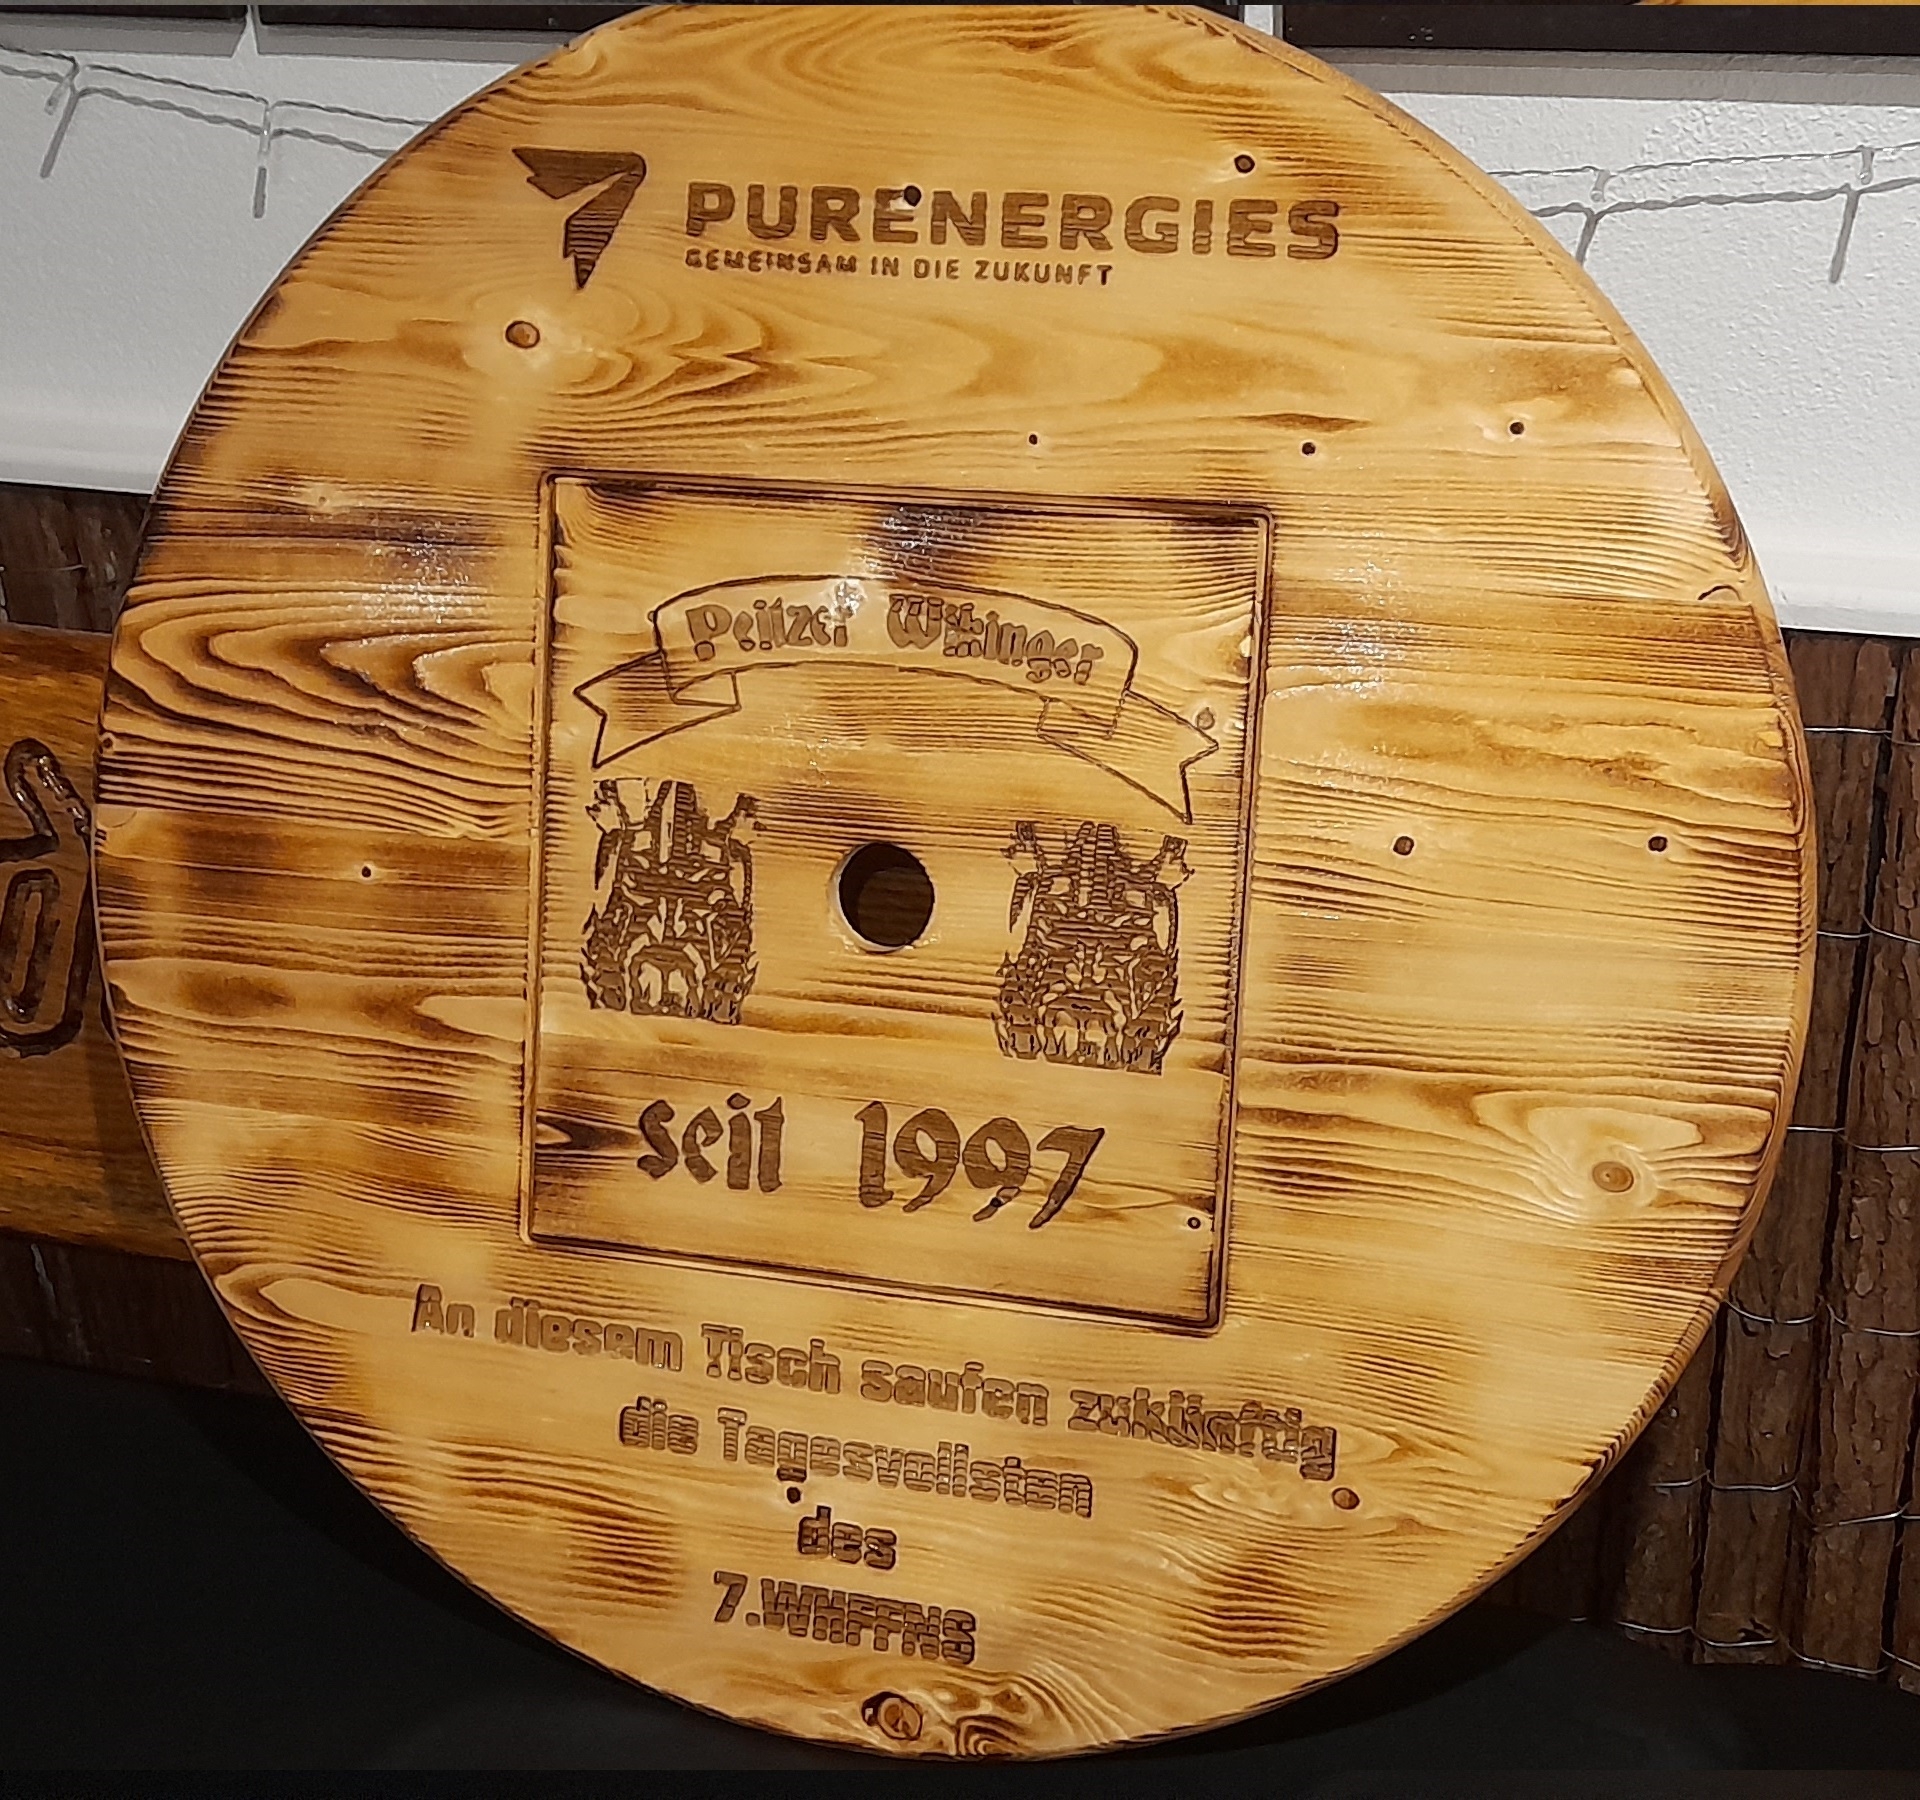 PURENERGIES
GEMEINSAM IN DIE ZUKUNFT
Peitzer Wikinger
seit 1997
An diesem Tisch saufen zukünftig
die Tagesvollsten
des
7.WHFFNS